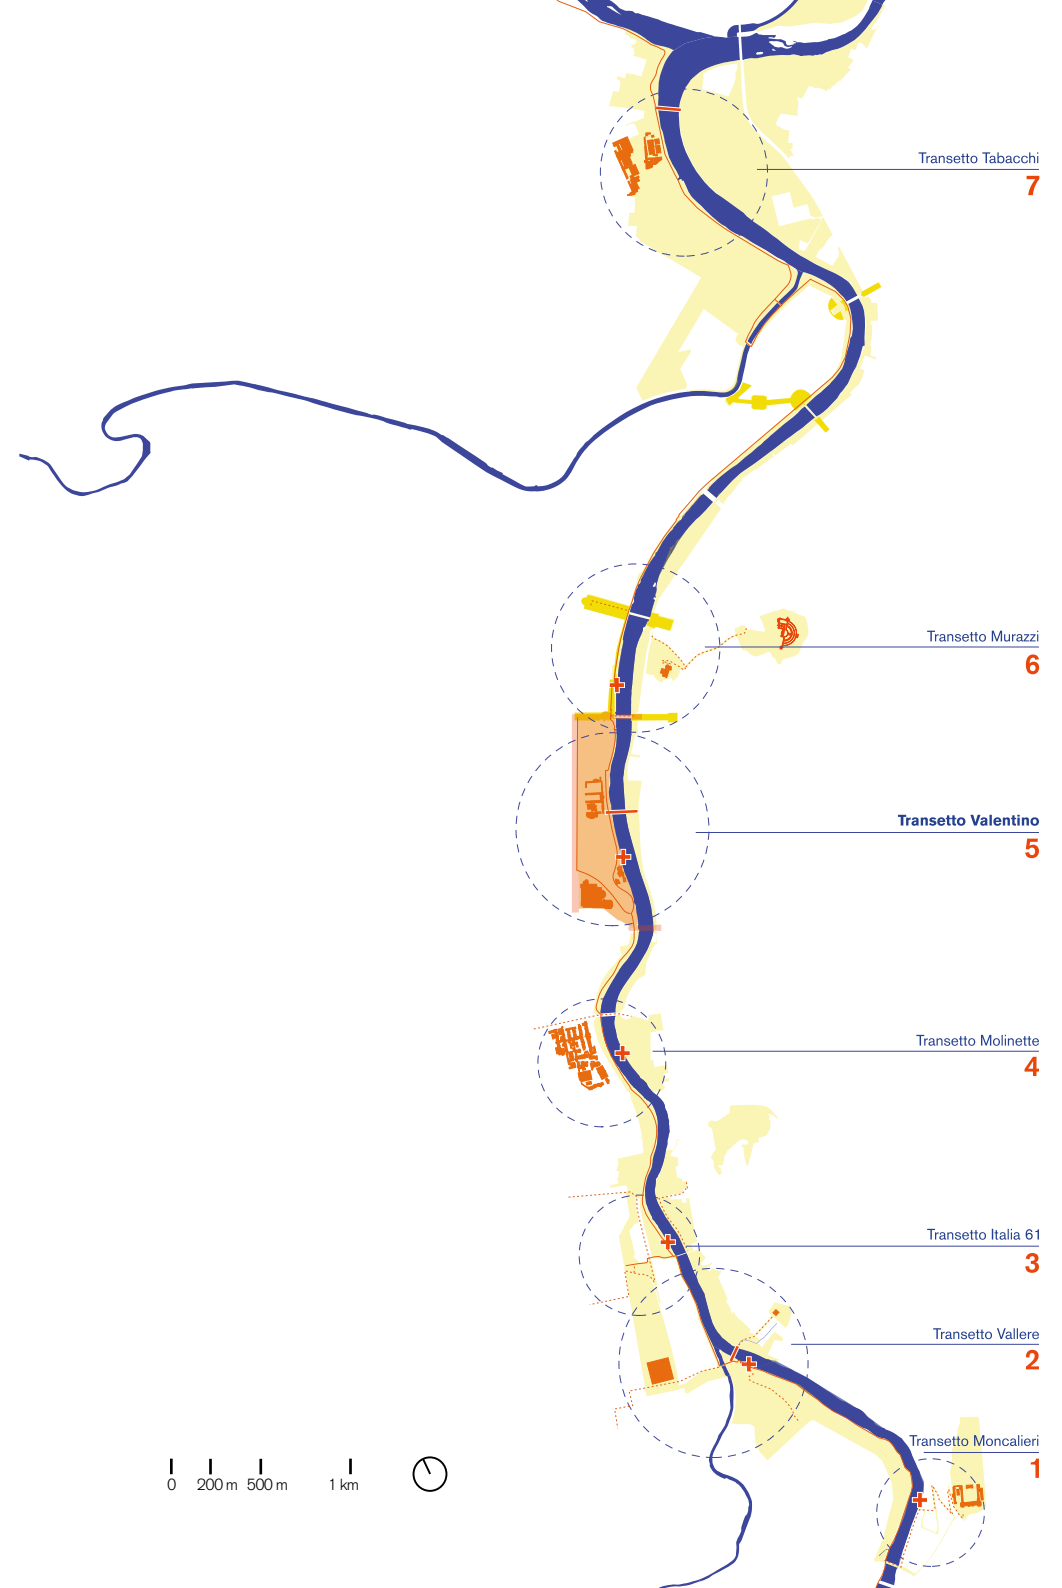 Transetto Tabacchi
7
Transetto Murazzi
6
Transetto Valentino
5
Transetto Molinette
4
Transetto Italia 61
3
Transetto Vallere
2
Transetto Moncalieri
1
0 200 m 500 m 1 km